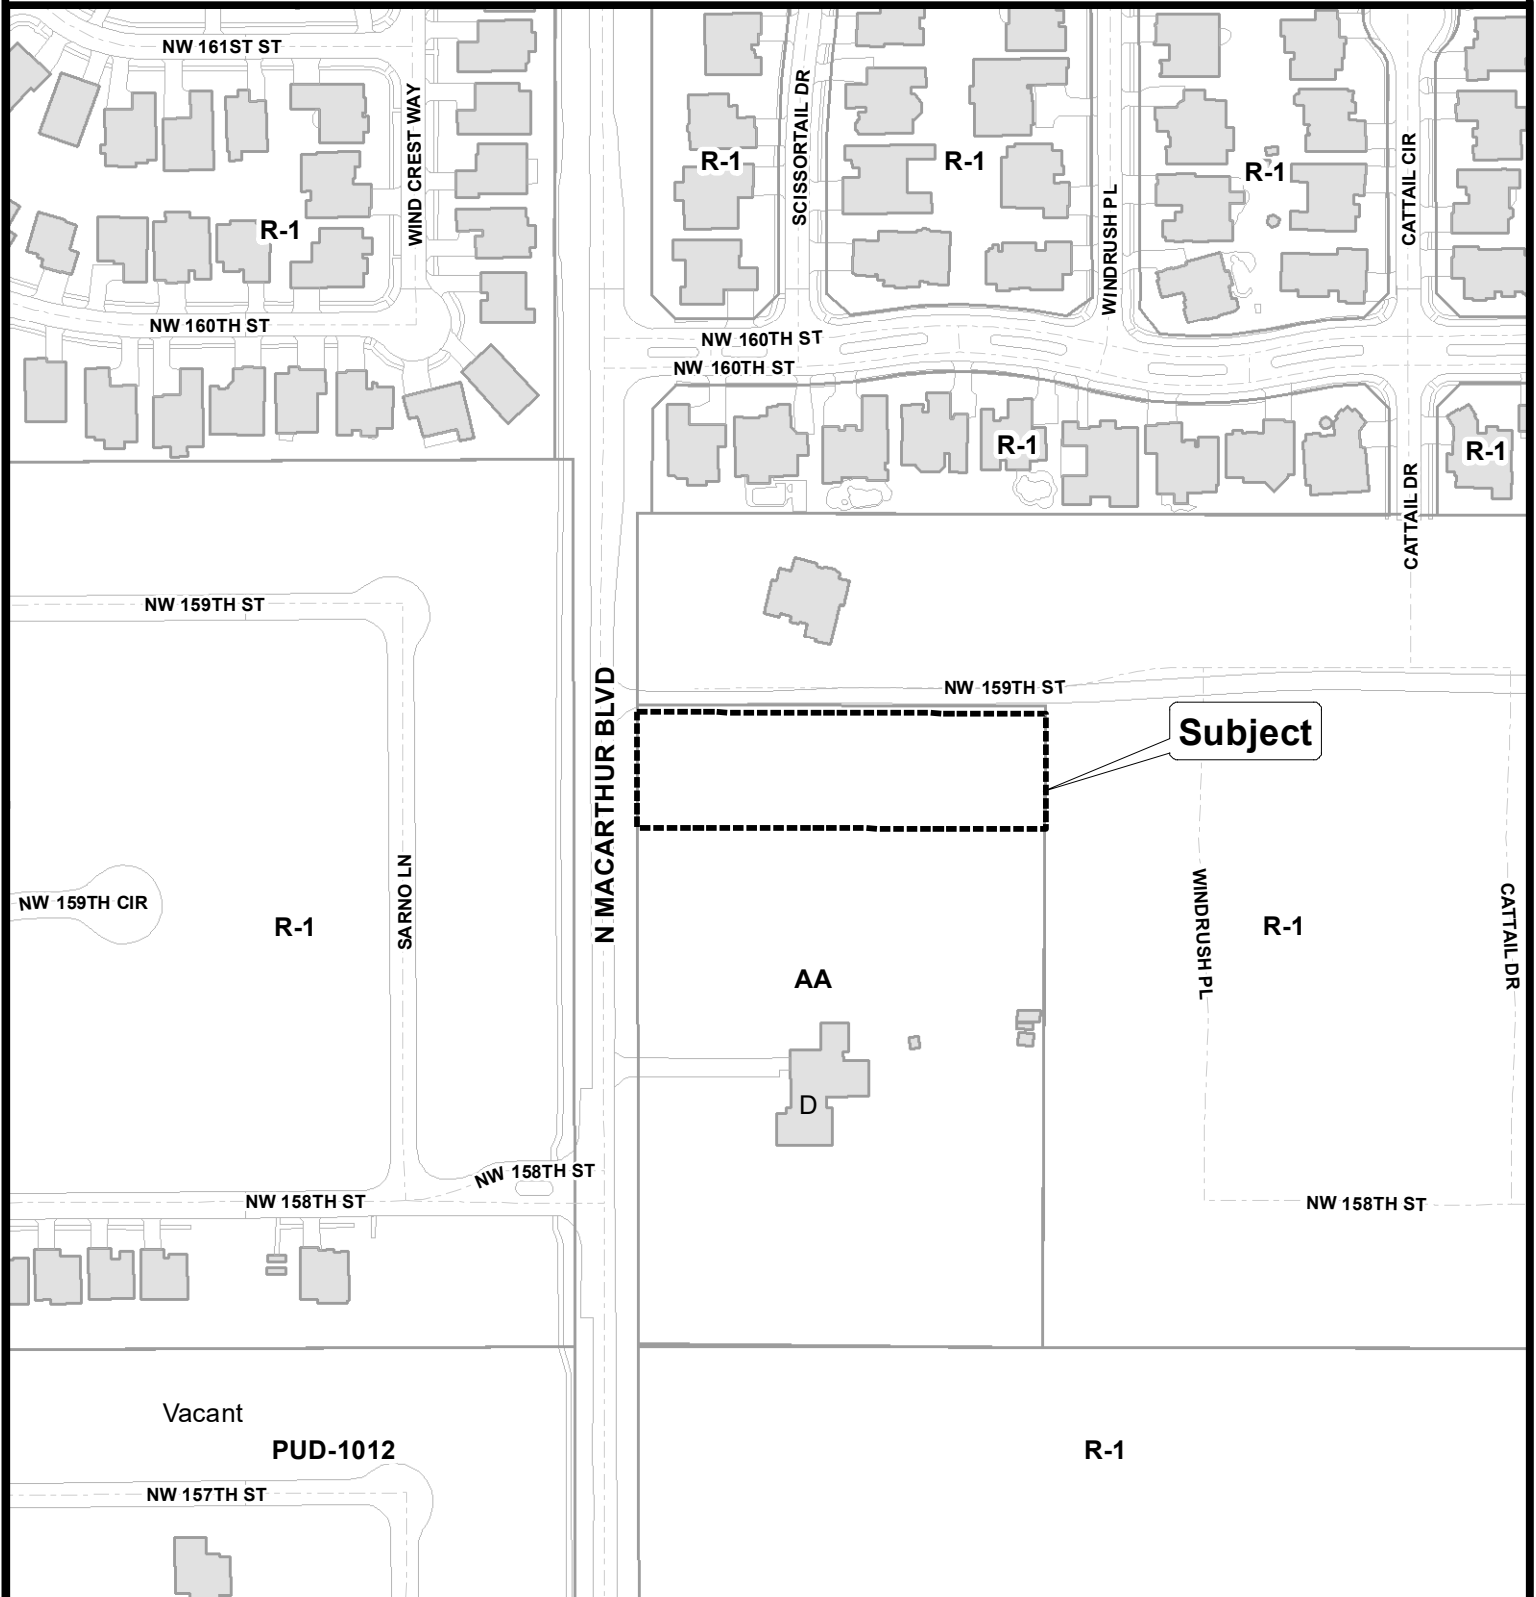 NW 161ST ST
WIND CREST WAY
SCISSORTAIL DR
R-1
R-1
R-1
CATTAIL CIR
WINDRUSH PL
R-1
NW 160TH ST
NW 160TH ST
NW 160TH ST
R-1
R-1
CATTAIL DR
NW 159TH ST
NW 159TH ST
N MACARTHUR BLVD
Subject
SARNO LN
NW 159TH CIR
R-1
WINDRUSH PL
R-1
CATTAIL DR
AA
D
NW 158TH ST
NW 158TH ST
NW 158TH ST
Vacant
PUD-1012
R-1
NW 157TH ST